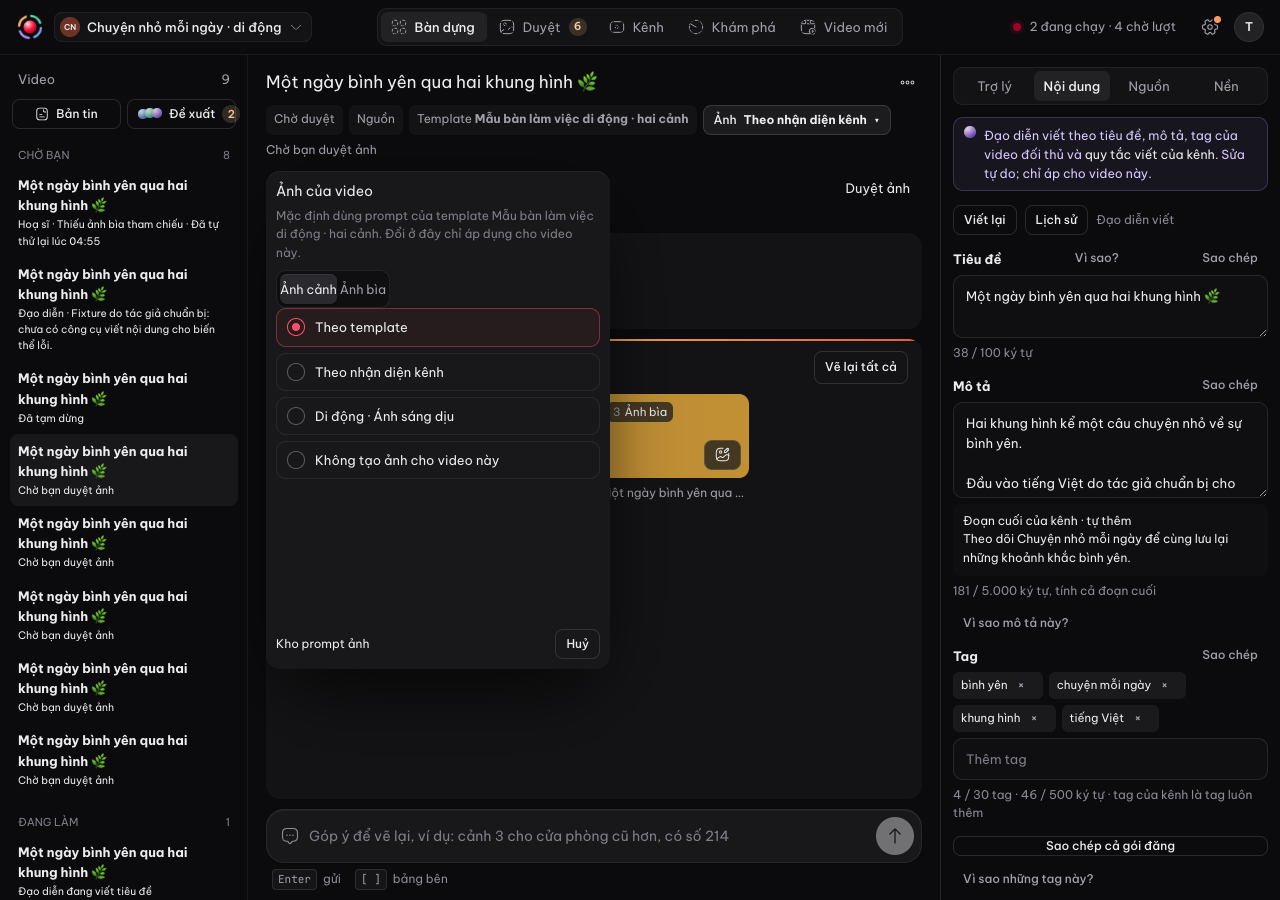 CN Chuyện nhỏ mỗi ngày · di động
Bàn dựng
Duyệt 6
Kênh
Khám phá
Video mới
2 đang chạy · 4 chờ lượt
T
Video 9
Bản tin
Đề xuất 2
CHỜ BẠN 8
Một ngày bình yên qua hai
khung hình 🌿
Hoạ sĩ · Thiếu ảnh bìa tham chiếu · Đã tự
thử lại lúc 04:55
Một ngày bình yên qua hai
khung hình 🌿
Đạo diễn · Fixture do tác giả chuẩn bị:
chưa có công cụ viết nội dung cho biến
thể lỗi.
Một ngày bình yên qua hai
khung hình 🌿
Đã tạm dừng
Một ngày bình yên qua hai
khung hình 🌿
Chờ bạn duyệt ảnh
Một ngày bình yên qua hai
khung hình 🌿
Chờ bạn duyệt ảnh
Một ngày bình yên qua hai
khung hình 🌿
Chờ bạn duyệt ảnh
Một ngày bình yên qua hai
khung hình 🌿
Chờ bạn duyệt ảnh
Một ngày bình yên qua hai
khung hình 🌿
Chờ bạn duyệt ảnh
ĐANG LÀM 1
Một ngày bình yên qua hai
khung hình 🌿
Đạo diễn đang viết tiêu đề
Một ngày bình yên qua hai khung hình 🌿
Chờ duyệt
Nguồn
Template Mẫu bàn làm việc di động · hai cảnh
Ảnh Theo nhận diện kênh
Chờ bạn duyệt ảnh
Duyệt ảnh
Ảnh của video
Mặc định dùng prompt của template Mẫu bàn làm việc
di động · hai cảnh. Đổi ở đây chỉ áp dụng cho video
này.
Ảnh cảnh
Ảnh bìa
Theo template
Theo nhận diện kênh
Di động · Ánh sáng dịu
Không tạo ảnh cho video này
Kho prompt ảnh
Huỷ
Vẽ lại tất cả
3 Ảnh bìa
ột ngày bình yên qua ...
Góp ý để vẽ lại, ví dụ: cảnh 3 cho cửa phòng cũ hơn, có số 214
Enter gửi [ ] bảng bên
Trợ lý
Nội dung
Nguồn
Nền
Đạo diễn viết theo tiêu đề, mô tả, tag của
video đối thủ và quy tắc viết của kênh. Sửa
tự do; chỉ áp cho video này.
Viết lại
Lịch sử
Đạo diễn viết
Tiêu đề
Vì sao?
Sao chép
Một ngày bình yên qua hai khung hình 🌿
38 / 100 ký tự
Mô tả
Sao chép
Hai khung hình kể một câu chuyện nhỏ về sự
bình yên.
Đầu vào tiếng Việt do tác giả chuẩn bị cho
Đoạn cuối của kênh · tự thêm
Theo dõi Chuyện nhỏ mỗi ngày để cùng lưu lại
những khoảnh khắc bình yên.
181 / 5.000 ký tự, tính cả đoạn cuối
Vì sao mô tả này?
Tag
Sao chép
bình yên ×
chuyện mỗi ngày ×
khung hình ×
tiếng Việt ×
Thêm tag
4 / 30 tag · 46 / 500 ký tự · tag của kênh là tag luôn
thêm
Sao chép cả gói đăng
Vì sao những tag này?